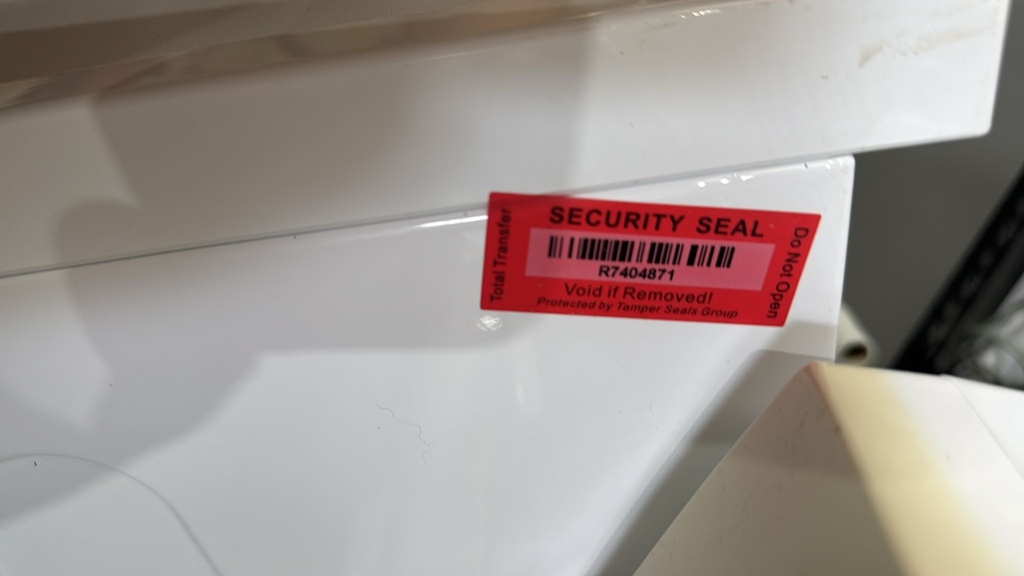 SECURITY SEAL
R7404871
Void if Removed!
Protected by Tamper Seals Group
Total Transfer
Do Not Open